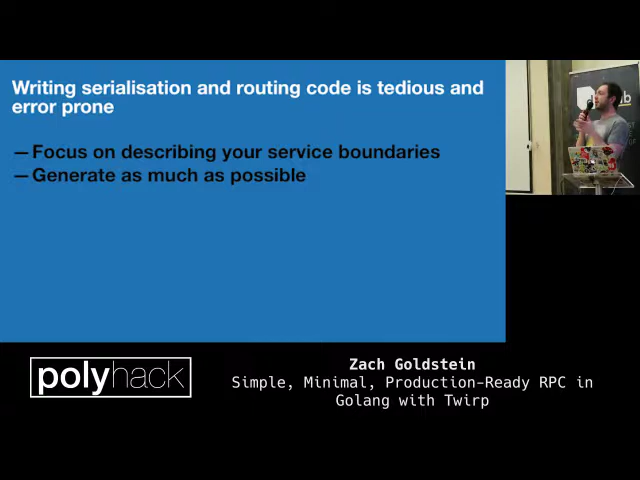 Writing serialisation and routing code is tedious and
error prone
—Focus on describing your service boundaries
—Generate as much as possible
polyhack
Zach Goldstein
Simple, Minimal, Production-Ready RPC in
Golang with Twirp